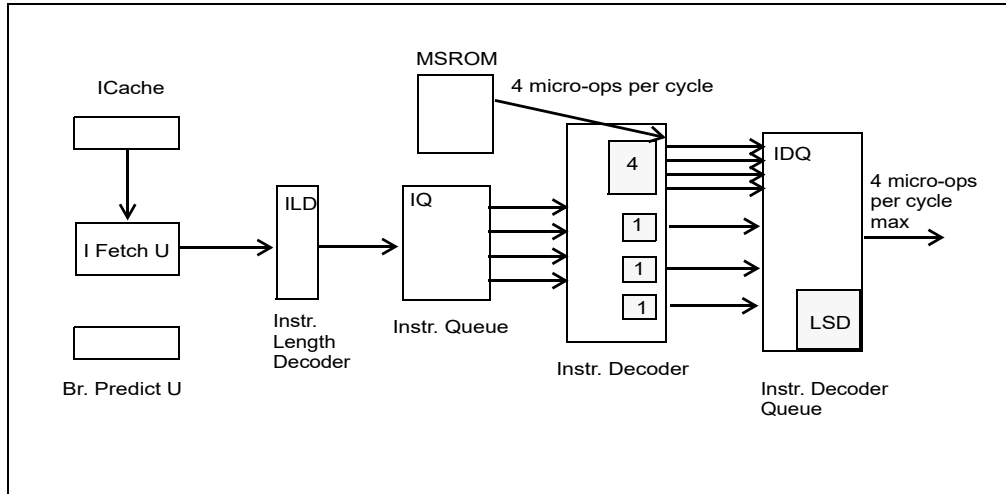 MSROM
4 micro-ops per cycle
ICache
4
IDQ
4 micro-ops
per cycle
max
ILD
IQ
I Fetch U
1
1
1
LSD
Instr.
Length
Decoder
Instr. Queue
Instr. Decoder
Br. Predict U
Instr. Decoder
Queue